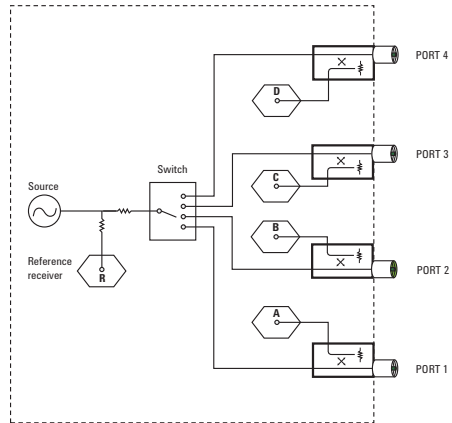 PORT 4
D
PORT 3
Switch
C
Source
B
Reference
receiver
R
PORT 2
A
PORT 1